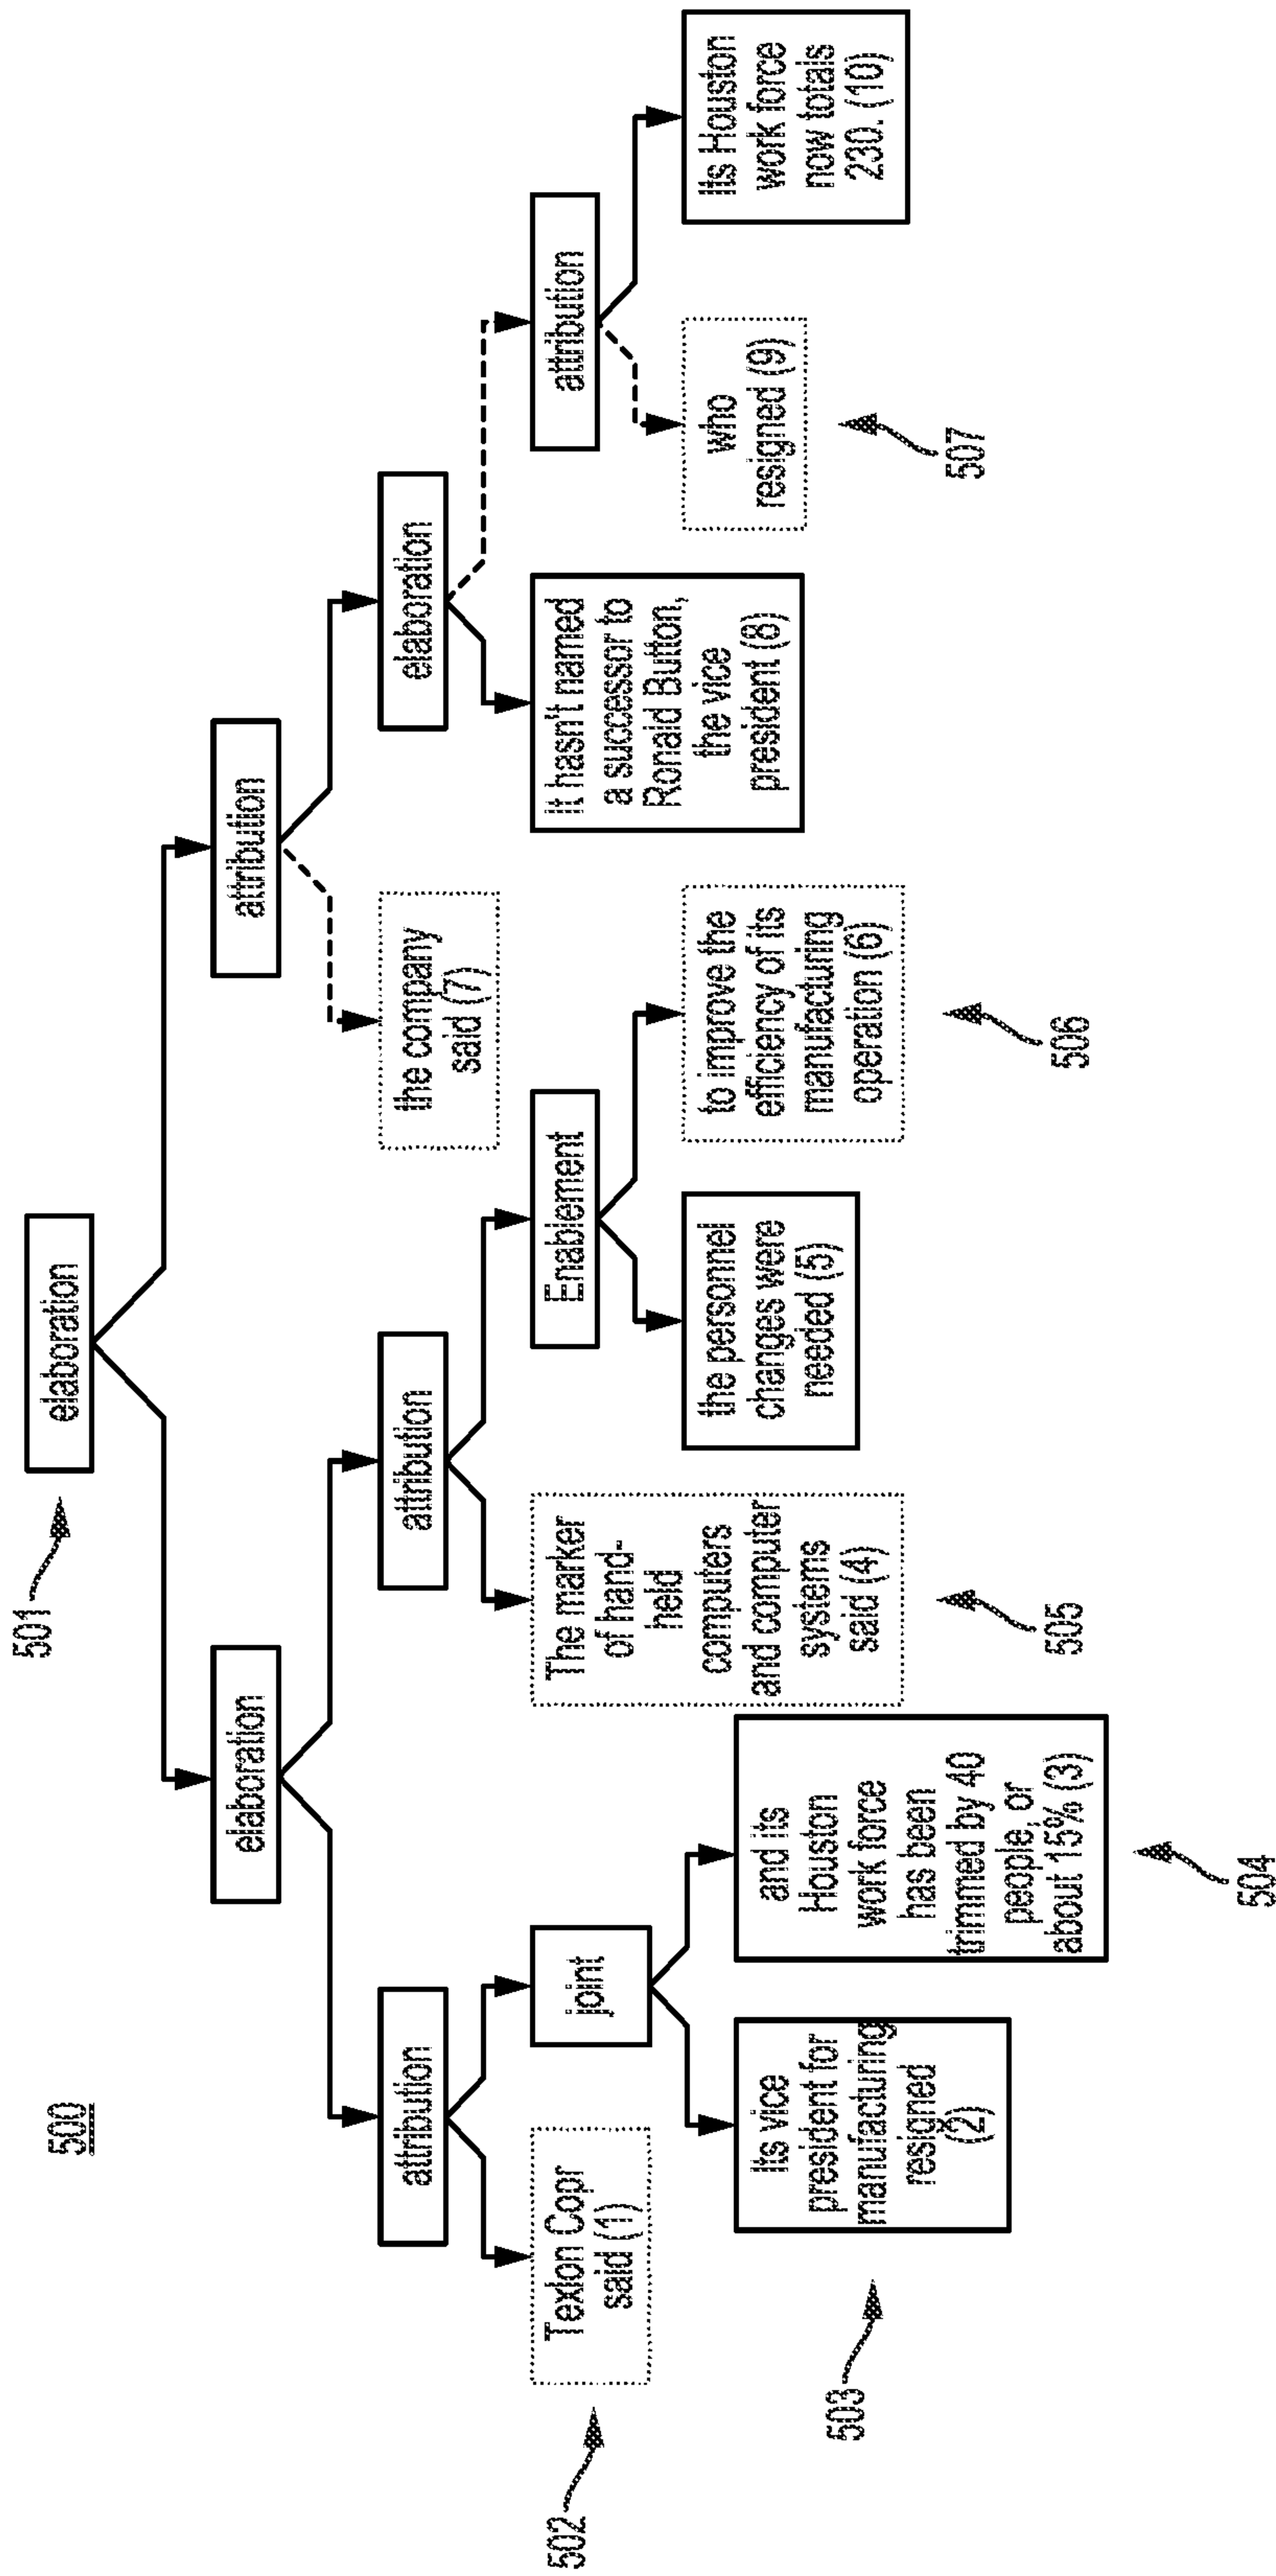 500
501
elaboration
elaboration
attribution
attribution
attribution
elaboration
Texlon Copr
said (1)
joint
Its vice
president for
manufacturing
resigned
(2)
and its
Houston
work force
has been
trimmed by 40
people, or
about 15% (3)
The marker
of hand-
held
computers
and computer
systems
said (4)
Enablement
the personnel
changes were
needed (5)
to improve the
efficiency of its
manufacturing
operation (6)
the company
said (7)
It hasn't named
a successor to
Ronald Button,
the vice
president (8)
attribution
who
resigned (9)
Its Houston
work force
now totals
230. (10)
502
503
504
505
506
507